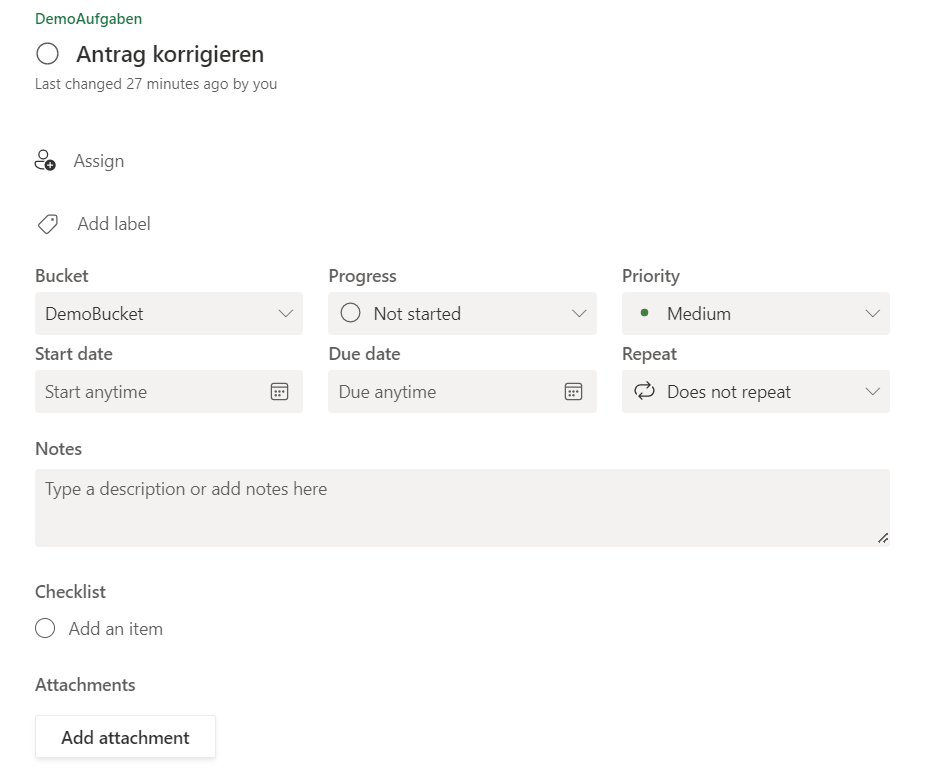 DemoAufgaben
Antrag korrigieren
Last changed 27 minutes ago by you
Assign
Add label
Bucket Progress Priority
DemoBucket Not started Medium
Start date Due date Repeat
Start anytime Due anytime Does not repeat
Notes
Type a description or add notes here
Checklist
Add an item
Attachments
Add attachment